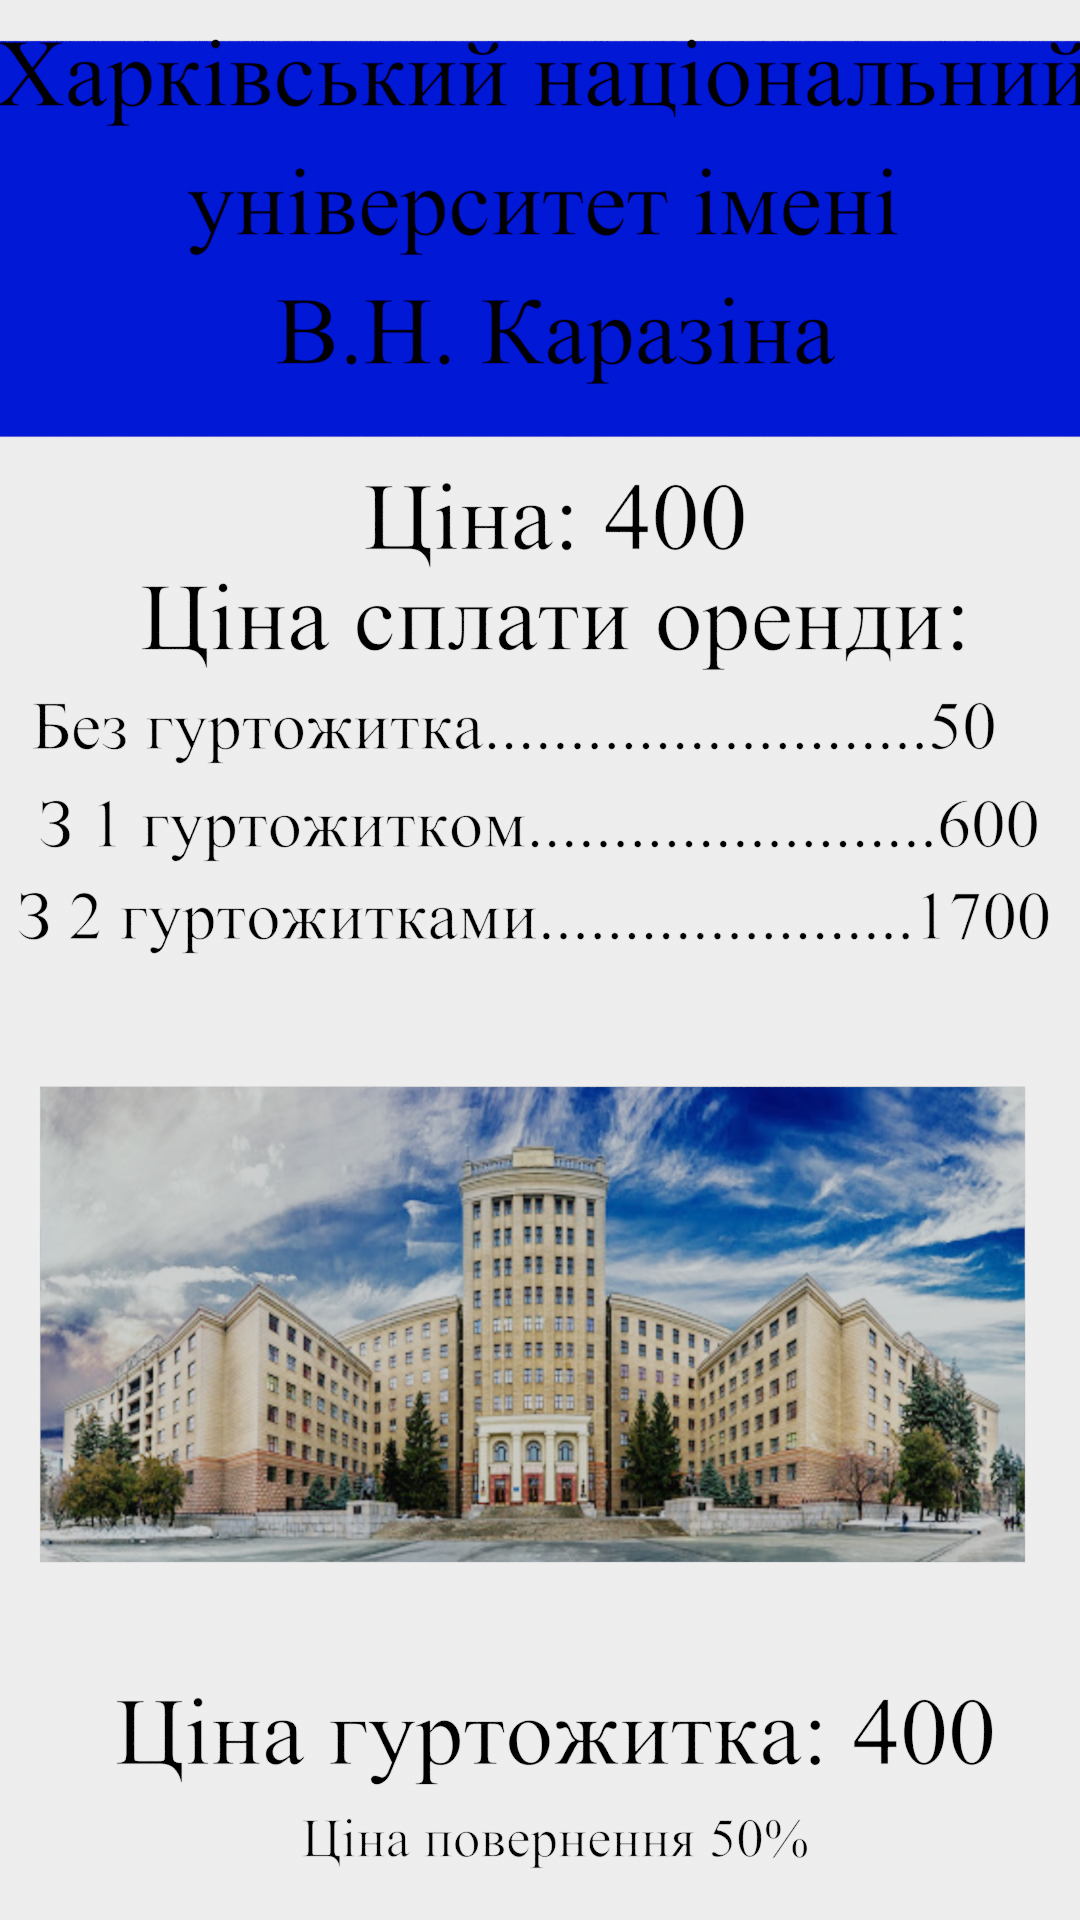 Харківський національний
університет імені
В.Н. Каразіна
Ціна: 400
Ціна сплати оренди:
Без гуртожитка..........................50
З 1 гуртожитком........................600
З 2 гуртожитками......................1700
Ціна гуртожитка: 400
Ціна повернення 50%